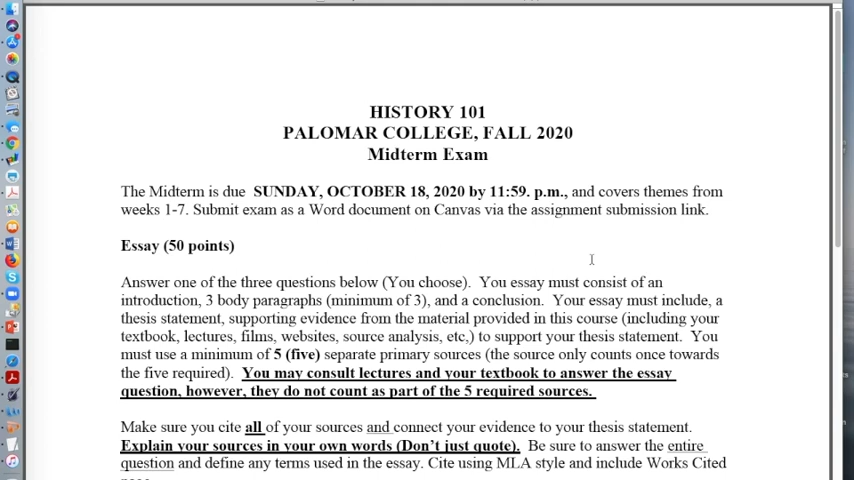 HISTORY 101
PALOMAR COLLEGE, FALL 2020
Midterm Exam
The Midterm is due SUNDAY, OCTOBER 18, 2020 by 11:59. p.m., and covers themes from
weeks 1-7. Submit exam as a Word document on Canvas via the assignment submission link.
Essay (50 points)
Answer one of the three questions below (You choose). You essay must consist of an
introduction, 3 body paragraphs (minimum of 3), and a conclusion. Your essay must include, a
thesis statement, supporting evidence from the material provided in this course (including your
textbook, lectures, films, websites, source analysis, etc,) to support your thesis statement. You
must use a minimum of 5 (five) separate primary sources (the source only counts once towards
the five required). You may consult lectures and your textbook to answer the essay
question, however, they do not count as part of the 5 required sources.
Make sure you cite all of your sources and connect your evidence to your thesis statement.
Explain your sources in your own words (Don't just quote). Be sure to answer the entire
question and define any terms used in the essay. Cite using MLA style and include Works Cited